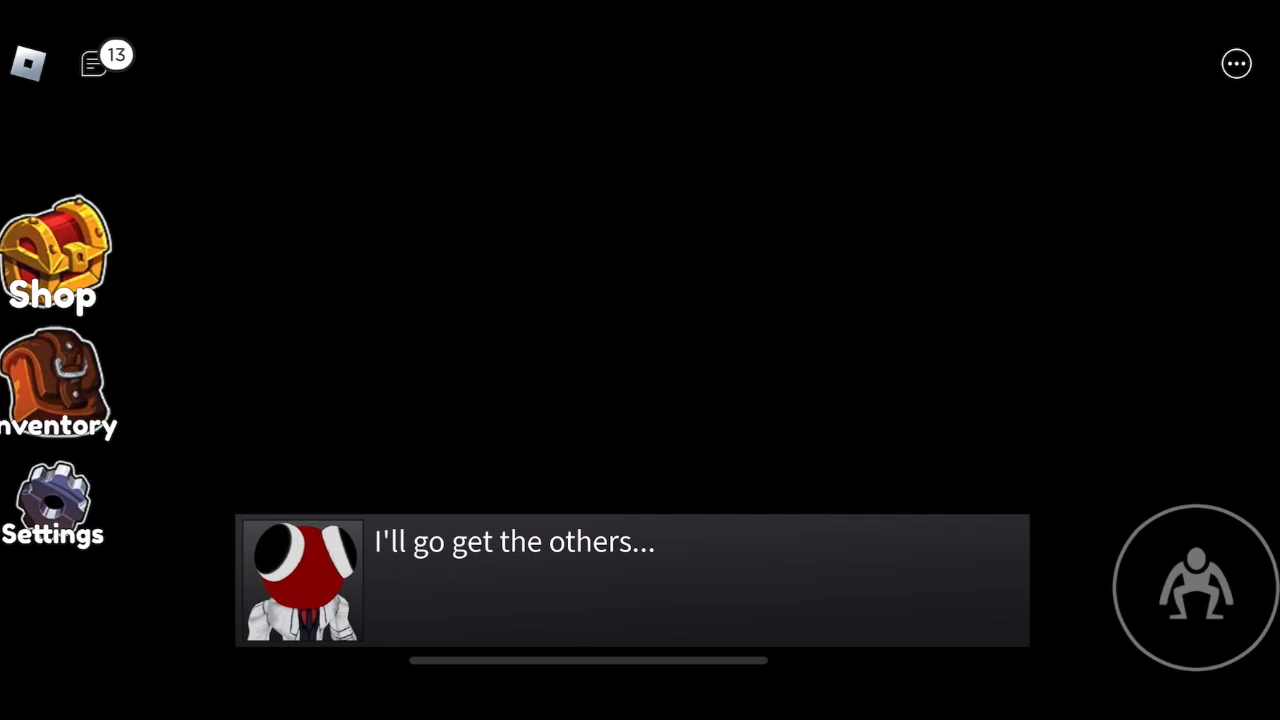 13
Shop
nventory
Settings
I'll go get the others...